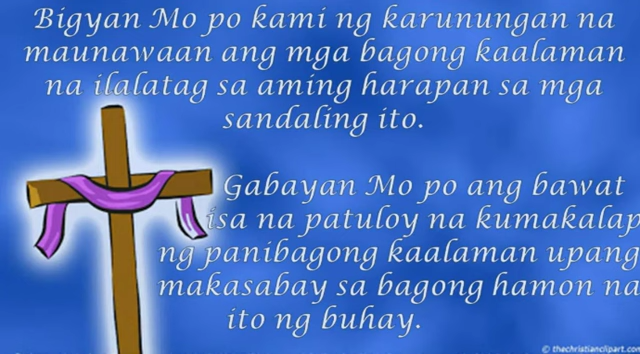 Bigyan Mo po kami ng karunungan na
maunawaan ang mga bagong kaalaman
na ilalatag sa aming harapan sa mga
sandaling ito.
Gabayan Mo po ang bawat
isa na patuloy na kumakalap
ng panibagong kaalaman upang
makasabay sa bagong hamon na
ito ng buhay.
© thechristianclipart.com